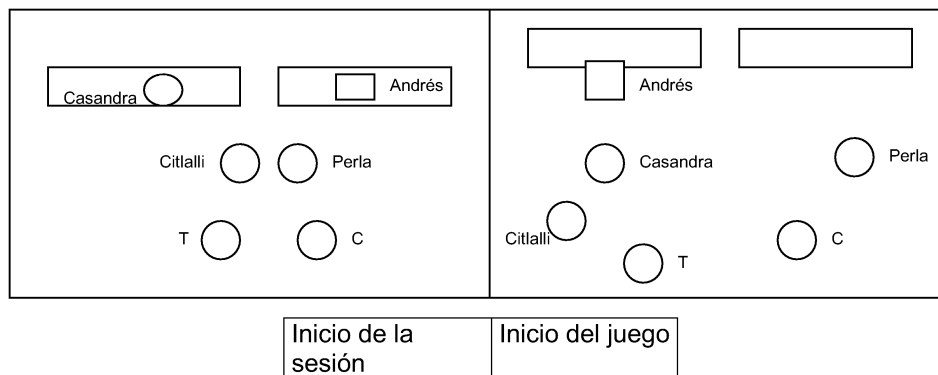 Casandra
Andrés
Citlalli
Perla
T
C
Andrés
Casandra
Perla
Citlalli
T
C
Inicio de la
sesión
Inicio del juego